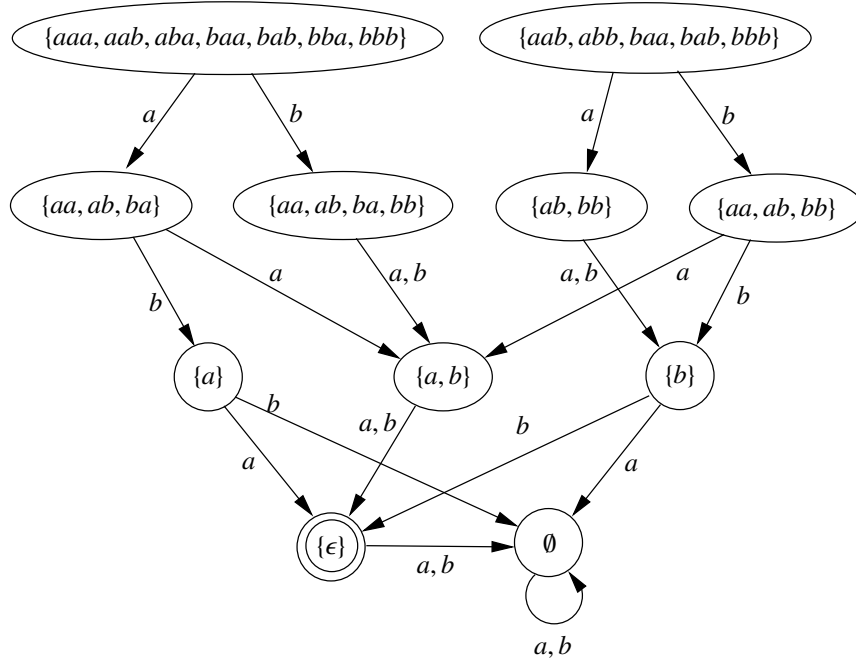 {aaa, aab, aba, baa, bab, bba, bbb} {aab, abb, baa, bab, bbb}
a b a b
{aa, ab, ba} {aa, ab, ba, bb} {ab, bb} {aa, ab, bb}
b a a, b a, b a b
{a} {a, b} {b}
a b a, b b a
{ϵ} a, b ∅
a, b